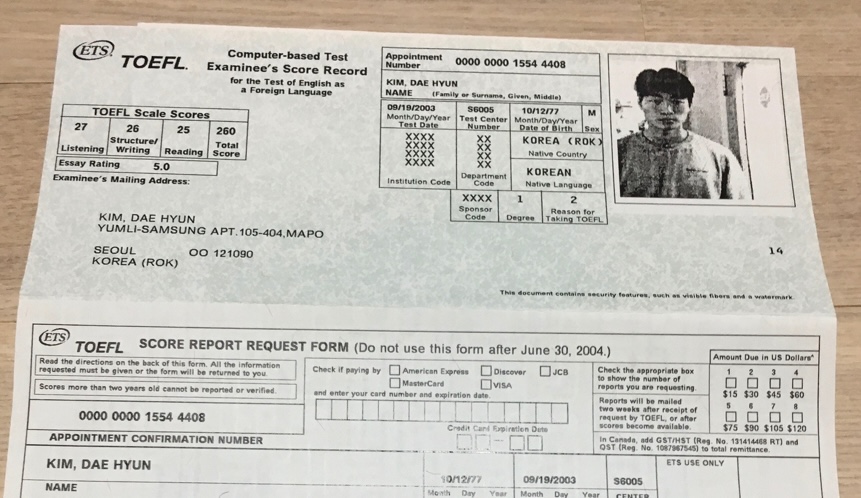 ETS TOEFL. Computer-based Test
Examinee's Score Record
for the Test of English as
a Foreign Language
TOEFL Scale Scores
27 26 25 260
Listening Structure/Writing Reading Total Score
Essay Rating 5.0
Examinee's Mailing Address:
KIM, DAE HYUN
YUMLI-SAMSUNG APT.105-404,MAPO
SEOUL OO 121090
KOREA (ROK)
Appointment Number 0000 0000 1554 4408
KIM, DAE HYUN
NAME (Family or Surname, Given, Middle)
09/19/2003 S6005 10/12/77 M
Month/Day/Year Test Date Test Center Number Month/Day/Year Date of Birth Sex
XXXX XX KOREA (ROK)
XXXX XX Native Country
XXXX XX
XXXX XX KOREAN
Institution Code Department Code Native Language
XXXX 1 2
Sponsor Code Degree Reason for Taking TOEFL
14
This document contains security features, such as visible fibers and a watermark.
ETS TOEFL SCORE REPORT REQUEST FORM (Do not use this form after June 30, 2004.)
Read the directions on the back of this form. All the information
requested must be given or the form will be returned to you.
Scores more than two years old cannot be reported or verified.
0000 0000 1554 4408
APPOINTMENT CONFIRMATION NUMBER
KIM, DAE HYUN
NAME
Check if paying by American Express Discover JCB
MasterCard VISA
and enter your card number and expiration date.
Credit Card Expiration Date
Check the appropriate box
to show the number of
reports you are requesting.
Reports will be mailed
two weeks after receipt of
request by TOEFL, or after
scores become available.
Amount Due in US Dollars*
1 2 3 4
$15 $30 $45 $60
5 6 7 8
$75 $90 $105 $120
In Canada, add GST/HST (Reg. No. 131414468 RT) and
QST (Reg. No. 1087967545) to total remittance.
10/12/77 09/19/2003 S6005 ETS USE ONLY
Month Day Year Month Day Year CENTER